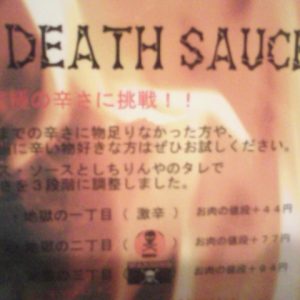 DEATH SAUCE
の辛さに挑戦！！
までの辛さに物足りなかった方や、
に辛い物好きな方はぜひお試しください。
ス・ソースとしちりんやのタレで
さを３段階に調整しました。
・地獄の一丁目（ 激辛 ） お肉の値段＋４４円
・地獄の二丁目（ ） お肉の値段＋７７円
地獄の三丁目（ ） お肉の値段＋９４円